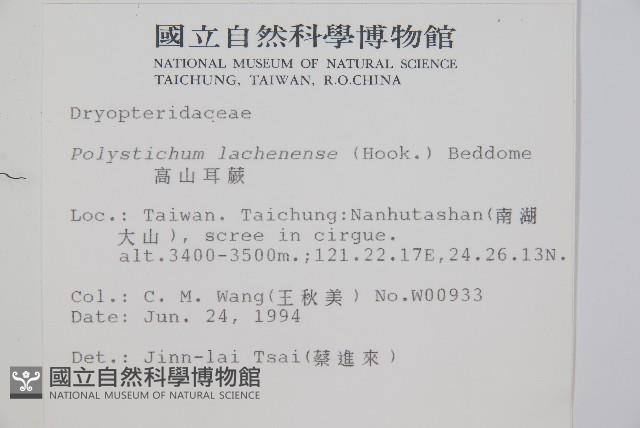 國立自然科學博物館
NATIONAL MUSEUM OF NATURAL SCIENCE
TAICHUNG, TAIWAN, R.O.CHINA
Dryopteridaceae
Polystichum lachenense (Hook.) Beddome
高山耳蕨
Loc.: Taiwan. Taichung:Nanhutashan(南湖
大山), scree in cirgue.
alt.3400-3500m.;121.22.17E,24.26.13N.
Col.: C. M. Wang(王秋美) No.W00933
Date: Jun. 24, 1994
Det.: Jinn-lai Tsai(蔡進來)
國立自然科學博物館
NATIONAL MUSEUM OF NATURAL SCIENCE